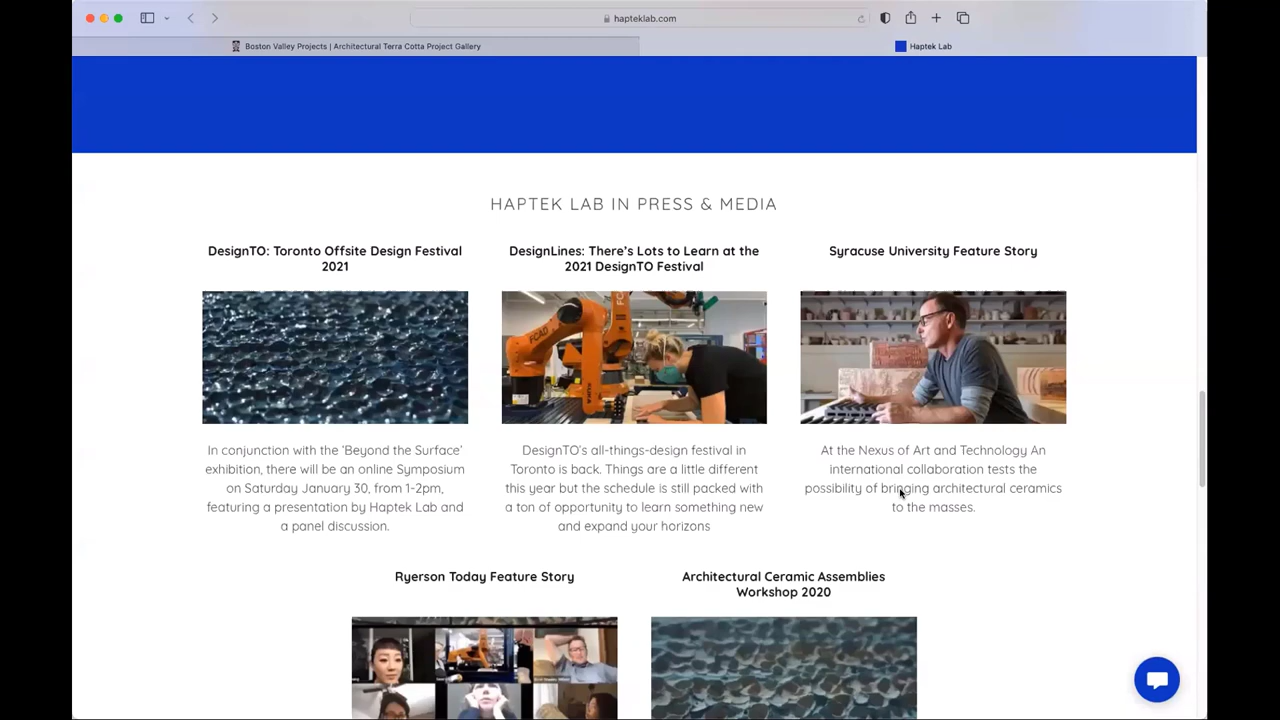 hapteklab.com
Boston Valley Projects | Architectural Terra Cotta Project Gallery
Haptek Lab
HAPTEK LAB IN PRESS & MEDIA
DesignTO: Toronto Offsite Design Festival
2021
DesignLines: There's Lots to Learn at the
2021 DesignTO Festival
Syracuse University Feature Story
FCAD
KUKA
In conjunction with the 'Beyond the Surface'
exhibition, there will be an online Symposium
on Saturday January 30, from 1-2pm,
featuring a presentation by Haptek Lab and
a panel discussion.
DesignTO's all-things-design festival in
Toronto is back. Things are a little different
this year but the schedule is still packed with
a ton of opportunity to learn something new
and expand your horizons
At the Nexus of Art and Technology An
international collaboration tests the
possibility of bringing architectural ceramics
to the masses.
Ryerson Today Feature Story
Architectural Ceramic Assemblies
Workshop 2020